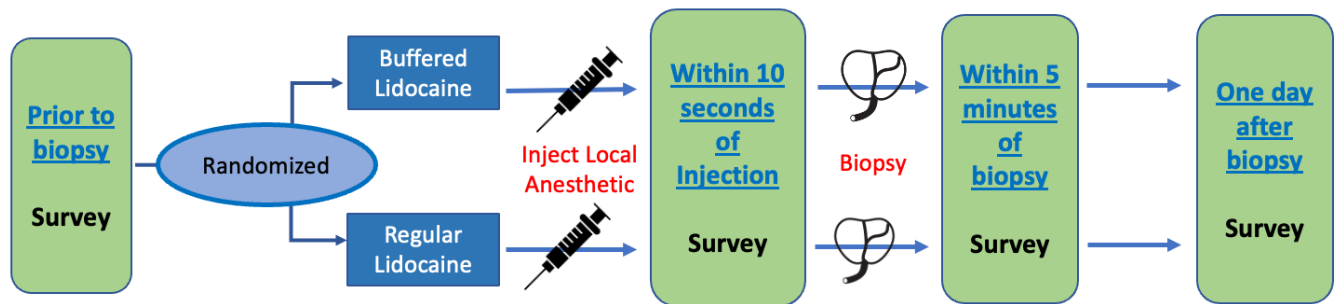 Prior to
biopsy
Survey
Randomized
Buffered
Lidocaine
Regular
Lidocaine
Inject Local
Anesthetic
Within 10
seconds
of
Injection
Survey
Biopsy
Within 5
minutes
of
biopsy
Survey
One day
after
biopsy
Survey